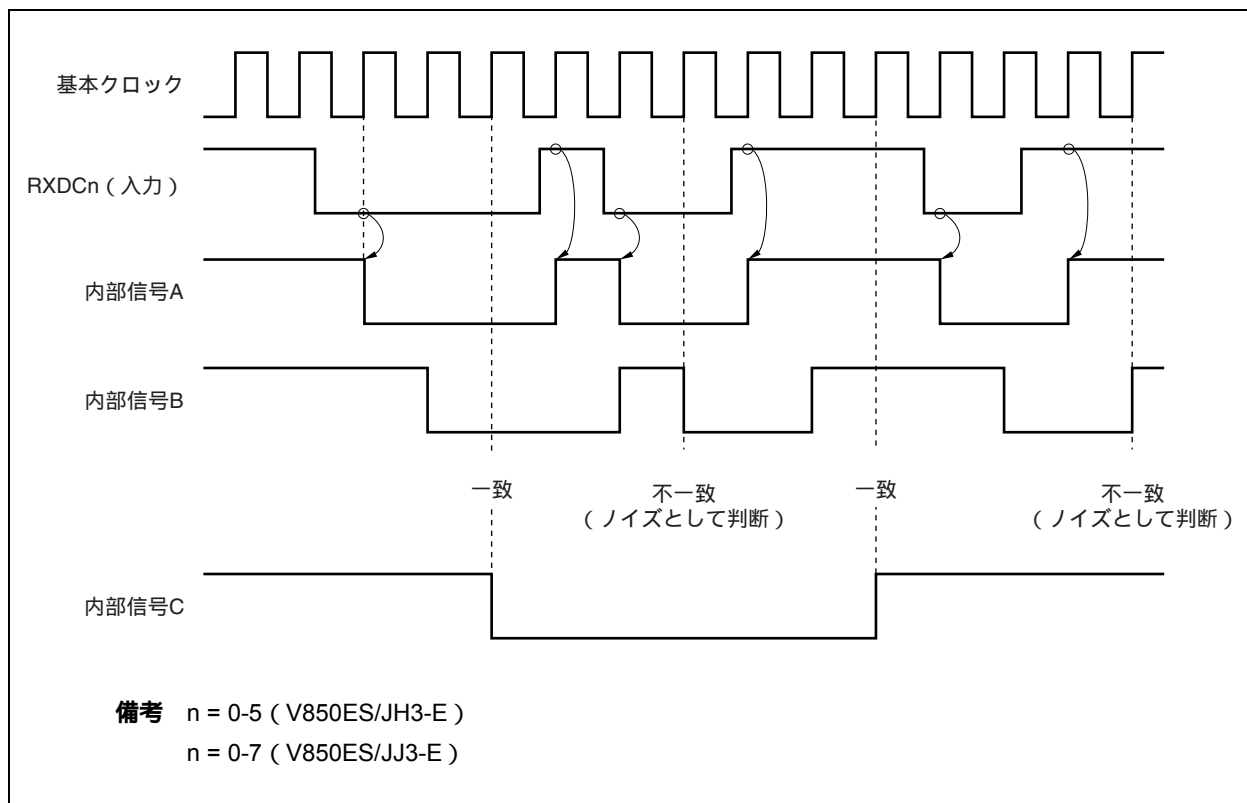 基本クロック
RXDCn（入力）
内部信号A
内部信号B
一致 不一致 一致 不一致
（ノイズとして判断） （ノイズとして判断）
内部信号C
備考 n = 0-5（V850ES/JH3-E）
n = 0-7（V850ES/JJ3-E）